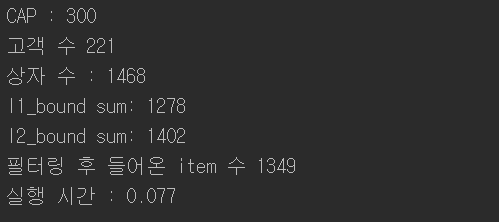 CAP : 300
고객 수 221
상자 수 : 1468
l1_bound sum: 1278
l2_bound sum: 1402
필터링 후 들어온 item 수 1349
실행 시간 : 0.077